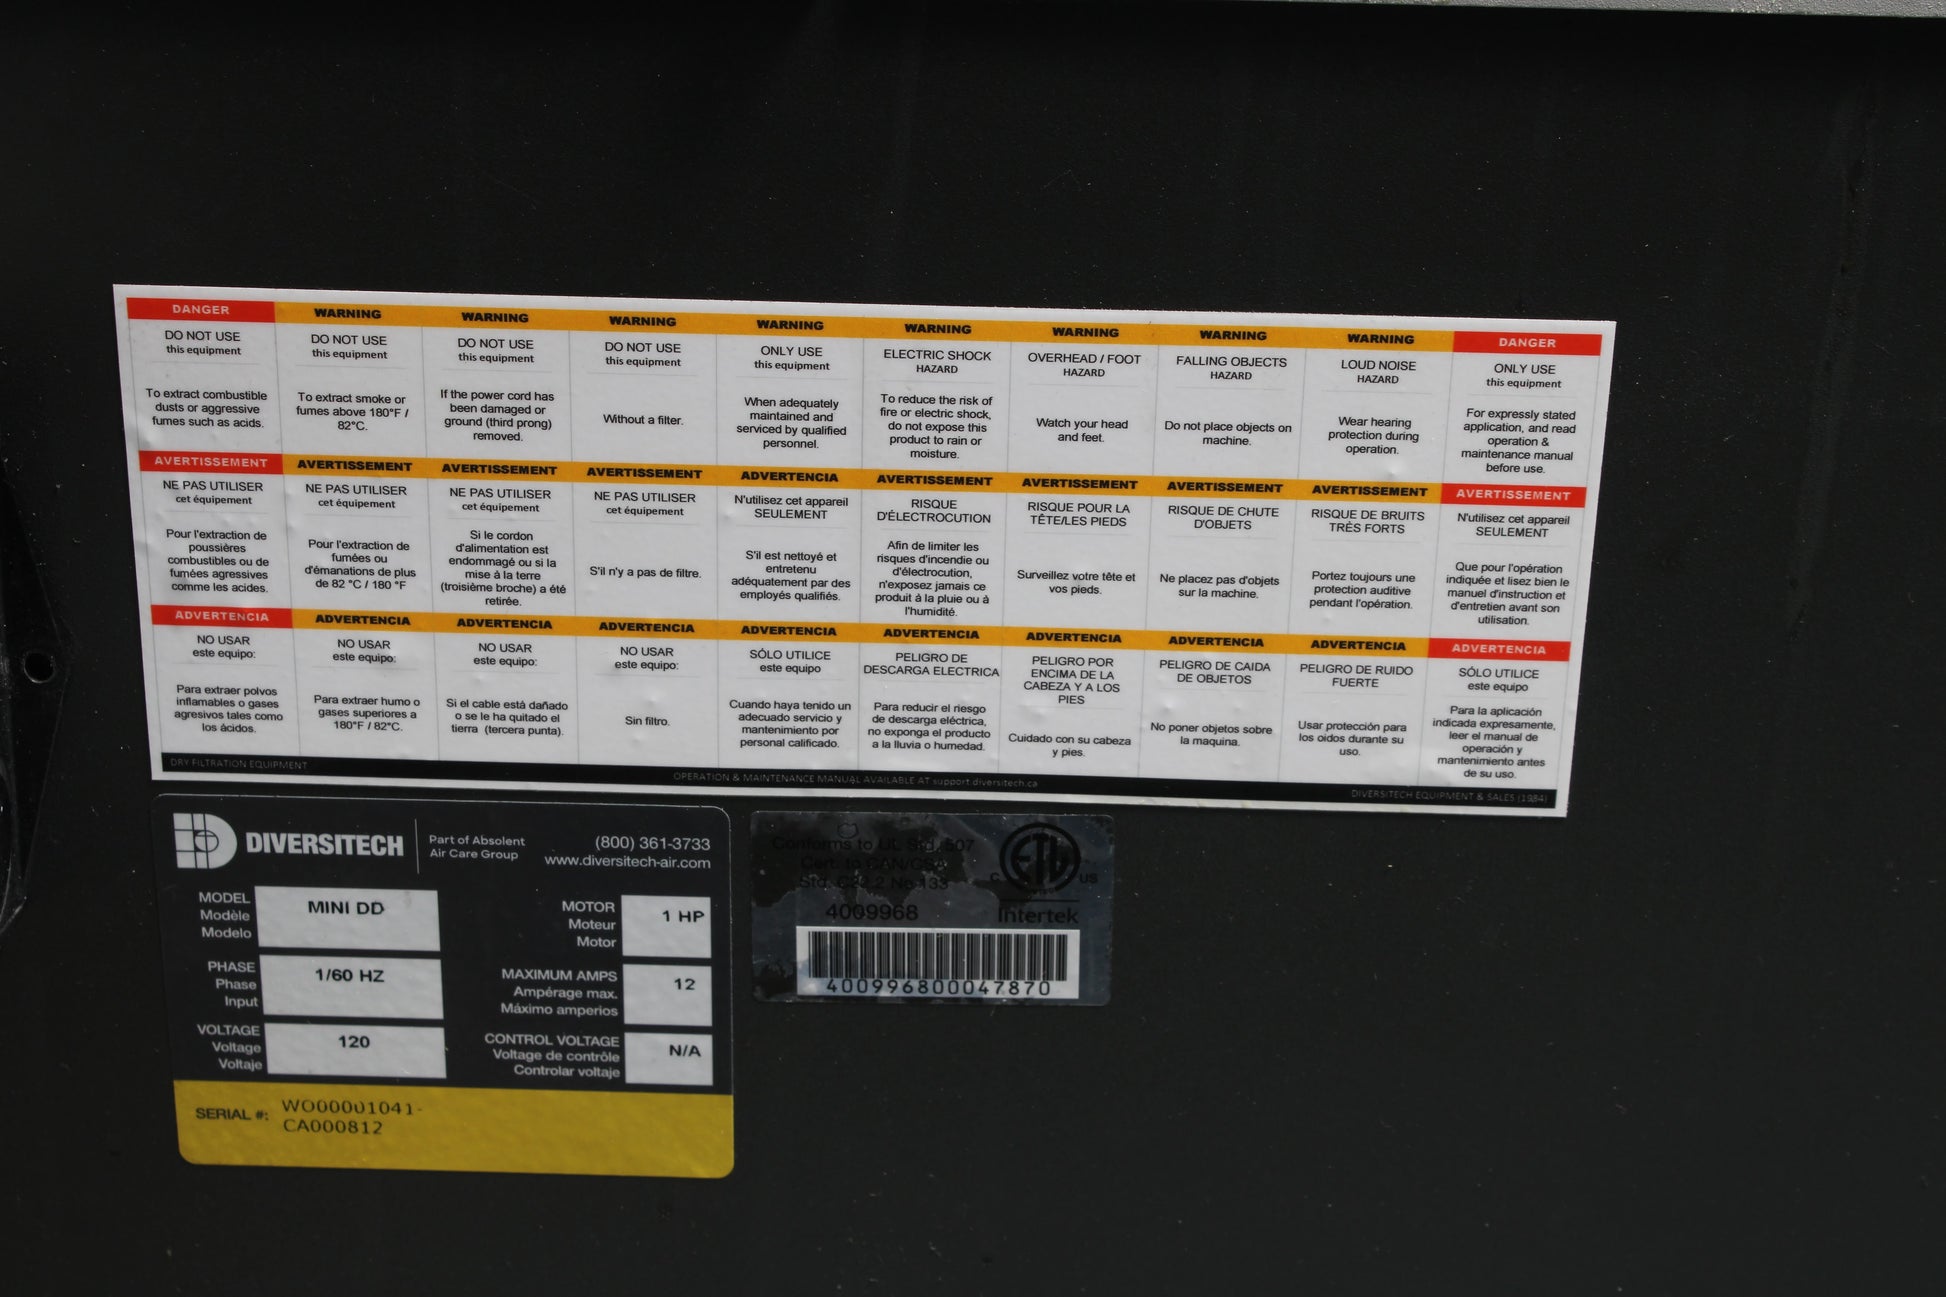 DANGER
DO NOT USE
this equipment
To extract combustible
dusts or aggressive
fumes such as acids.
WARNING
DO NOT USE
this equipment
To extract smoke or
fumes above 180°F /
82°C.
WARNING
DO NOT USE
this equipment
If the power cord has
been damaged or
ground (third prong)
removed.
WARNING
DO NOT USE
this equipment
Without a filter.
WARNING
ONLY USE
this equipment
When adequately
maintained and
serviced by qualified
personnel.
WARNING
ELECTRIC SHOCK
HAZARD
To reduce the risk of
fire or electric shock,
do not expose this
product to rain or
moisture.
WARNING
OVERHEAD / FOOT
HAZARD
Watch your head
and feet.
WARNING
FALLING OBJECTS
HAZARD
Do not place objects on
machine.
WARNING
LOUD NOISE
HAZARD
Wear hearing
protection during
operation.
DANGER
ONLY USE
this equipment
For expressly stated
application, and read
operation &
maintenance manual
before use.
AVERTISSEMENT
NE PAS UTILISER
cet équipement
Pour l'extraction de
poussières
combustibles ou de
fumées agressives
comme les acides.
AVERTISSEMENT
NE PAS UTILISER
cet équipement
Pour l'extraction de
fumées ou
d'émanations de plus
de 82 °C / 180 °F
AVERTISSEMENT
NE PAS UTILISER
cet équipement
Si le cordon
d'alimentation est
endommagé ou si la
mise à la terre
(troisième broche) a été
retirée.
AVERTISSEMENT
NE PAS UTILISER
cet équipement
S'il n'y a pas de filtre.
ADVERTENCIA
N'utilisez cet appareil
SEULEMENT
S'il est nettoyé et
entretenu
adéquatement par des
employés qualifiés.
AVERTISSEMENT
RISQUE
D'ÉLECTROCUTION
Afin de limiter les
risques d'incendie ou
d'électrocution,
n'exposez jamais ce
produit à la pluie ou à
l'humidité.
AVERTISSEMENT
RISQUE POUR LA
TÊTE/LES PIEDS
Surveillez votre tête et
vos pieds.
AVERTISSEMENT
RISQUE DE CHUTE
D'OBJETS
Ne placez pas d'objets
sur la machine.
AVERTISSEMENT
RISQUE DE BRUITS
TRÈS FORTS
Portez toujours une
protection auditive
pendant l'opération.
AVERTISSEMENT
N'utilisez cet appareil
SEULEMENT
Que pour l'opération
indiquée et lisez bien le
manuel d'instruction et
d'entretien avant son
utilisation.
ADVERTENCIA
NO USAR
este equipo:
Para extraer polvos
inflamables o gases
agresivos tales como
los ácidos.
ADVERTENCIA
NO USAR
este equipo:
Para extraer humo o
gases superiores a
180°F / 82°C.
ADVERTENCIA
NO USAR
este equipo:
Si el cable está dañado
o se le ha quitado el
tierra (tercera punta).
ADVERTENCIA
NO USAR
este equipo:
Sin filtro.
ADVERTENCIA
SÓLO UTILICE
este equipo
Cuando haya tenido un
adecuado servicio y
mantenimiento por
personal calificado.
ADVERTENCIA
PELIGRO DE
DESCARGA ELECTRICA
Para reducir el riesgo
de descarga eléctrica,
no exponga el producto
a la lluvia o humedad.
ADVERTENCIA
PELIGRO POR
ENCIMA DE LA
CABEZA Y A LOS
PIES
Cuidado con su cabeza
y pies.
ADVERTENCIA
PELIGRO DE CAIDA
DE OBJETOS
No poner objetos sobre
la maquina.
ADVERTENCIA
PELIGRO DE RUIDO
FUERTE
Usar protección para
los oidos durante su
uso.
ADVERTENCIA
SÓLO UTILICE
este equipo
Para la aplicación
indicada expresamente,
leer el manual de
operación y
mantenimiento antes
de su uso.
DRY FILTRATION EQUIPMENT
OPERATION & MAINTENANCE MANUAL AVAILABLE AT support.diversitech.ca
DIVERSITECH EQUIPMENT & SALES (1984)
DIVERSITECH
Part of Absolent
Air Care Group
(800) 361-3733
www.diversitech-air.com
MODEL
Modèle
Modelo
MINI DD
MOTOR
Moteur
Motor
1 HP
PHASE
Phase
Input
1/60 HZ
MAXIMUM AMPS
Ampérage max.
Máximo amperios
12
VOLTAGE
Voltage
Voltaje
120
CONTROL VOLTAGE
Voltage de contrôle
Controlar voltaje
N/A
SERIAL #:
WO00001041-
CA000812
Conforms to UL Std. 507
Cert. to CAN/CSA
Std. C22.2 No 133
4009968
C ETL US
Intertek
400996800047870